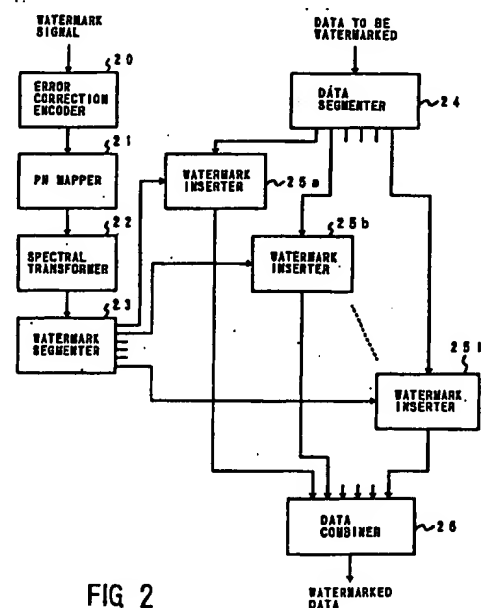 WATERMARK
SIGNAL
20
ERROR
CORRECTION
ENCODER
21
PN MAPPER
22
SPECTRAL
TRANSFORMER
23
WATERMARK
SEGMENTER
DATA TO BE
WATERMARKED
DATA
SEGMENTER
24
WATERMARK
INSERTER
25a
25b
WATERMARK
INSERTER
25l
WATERMARK
INSERTER
DATA
COMBINER
26
WATERMARKED
DATA
FIG 2